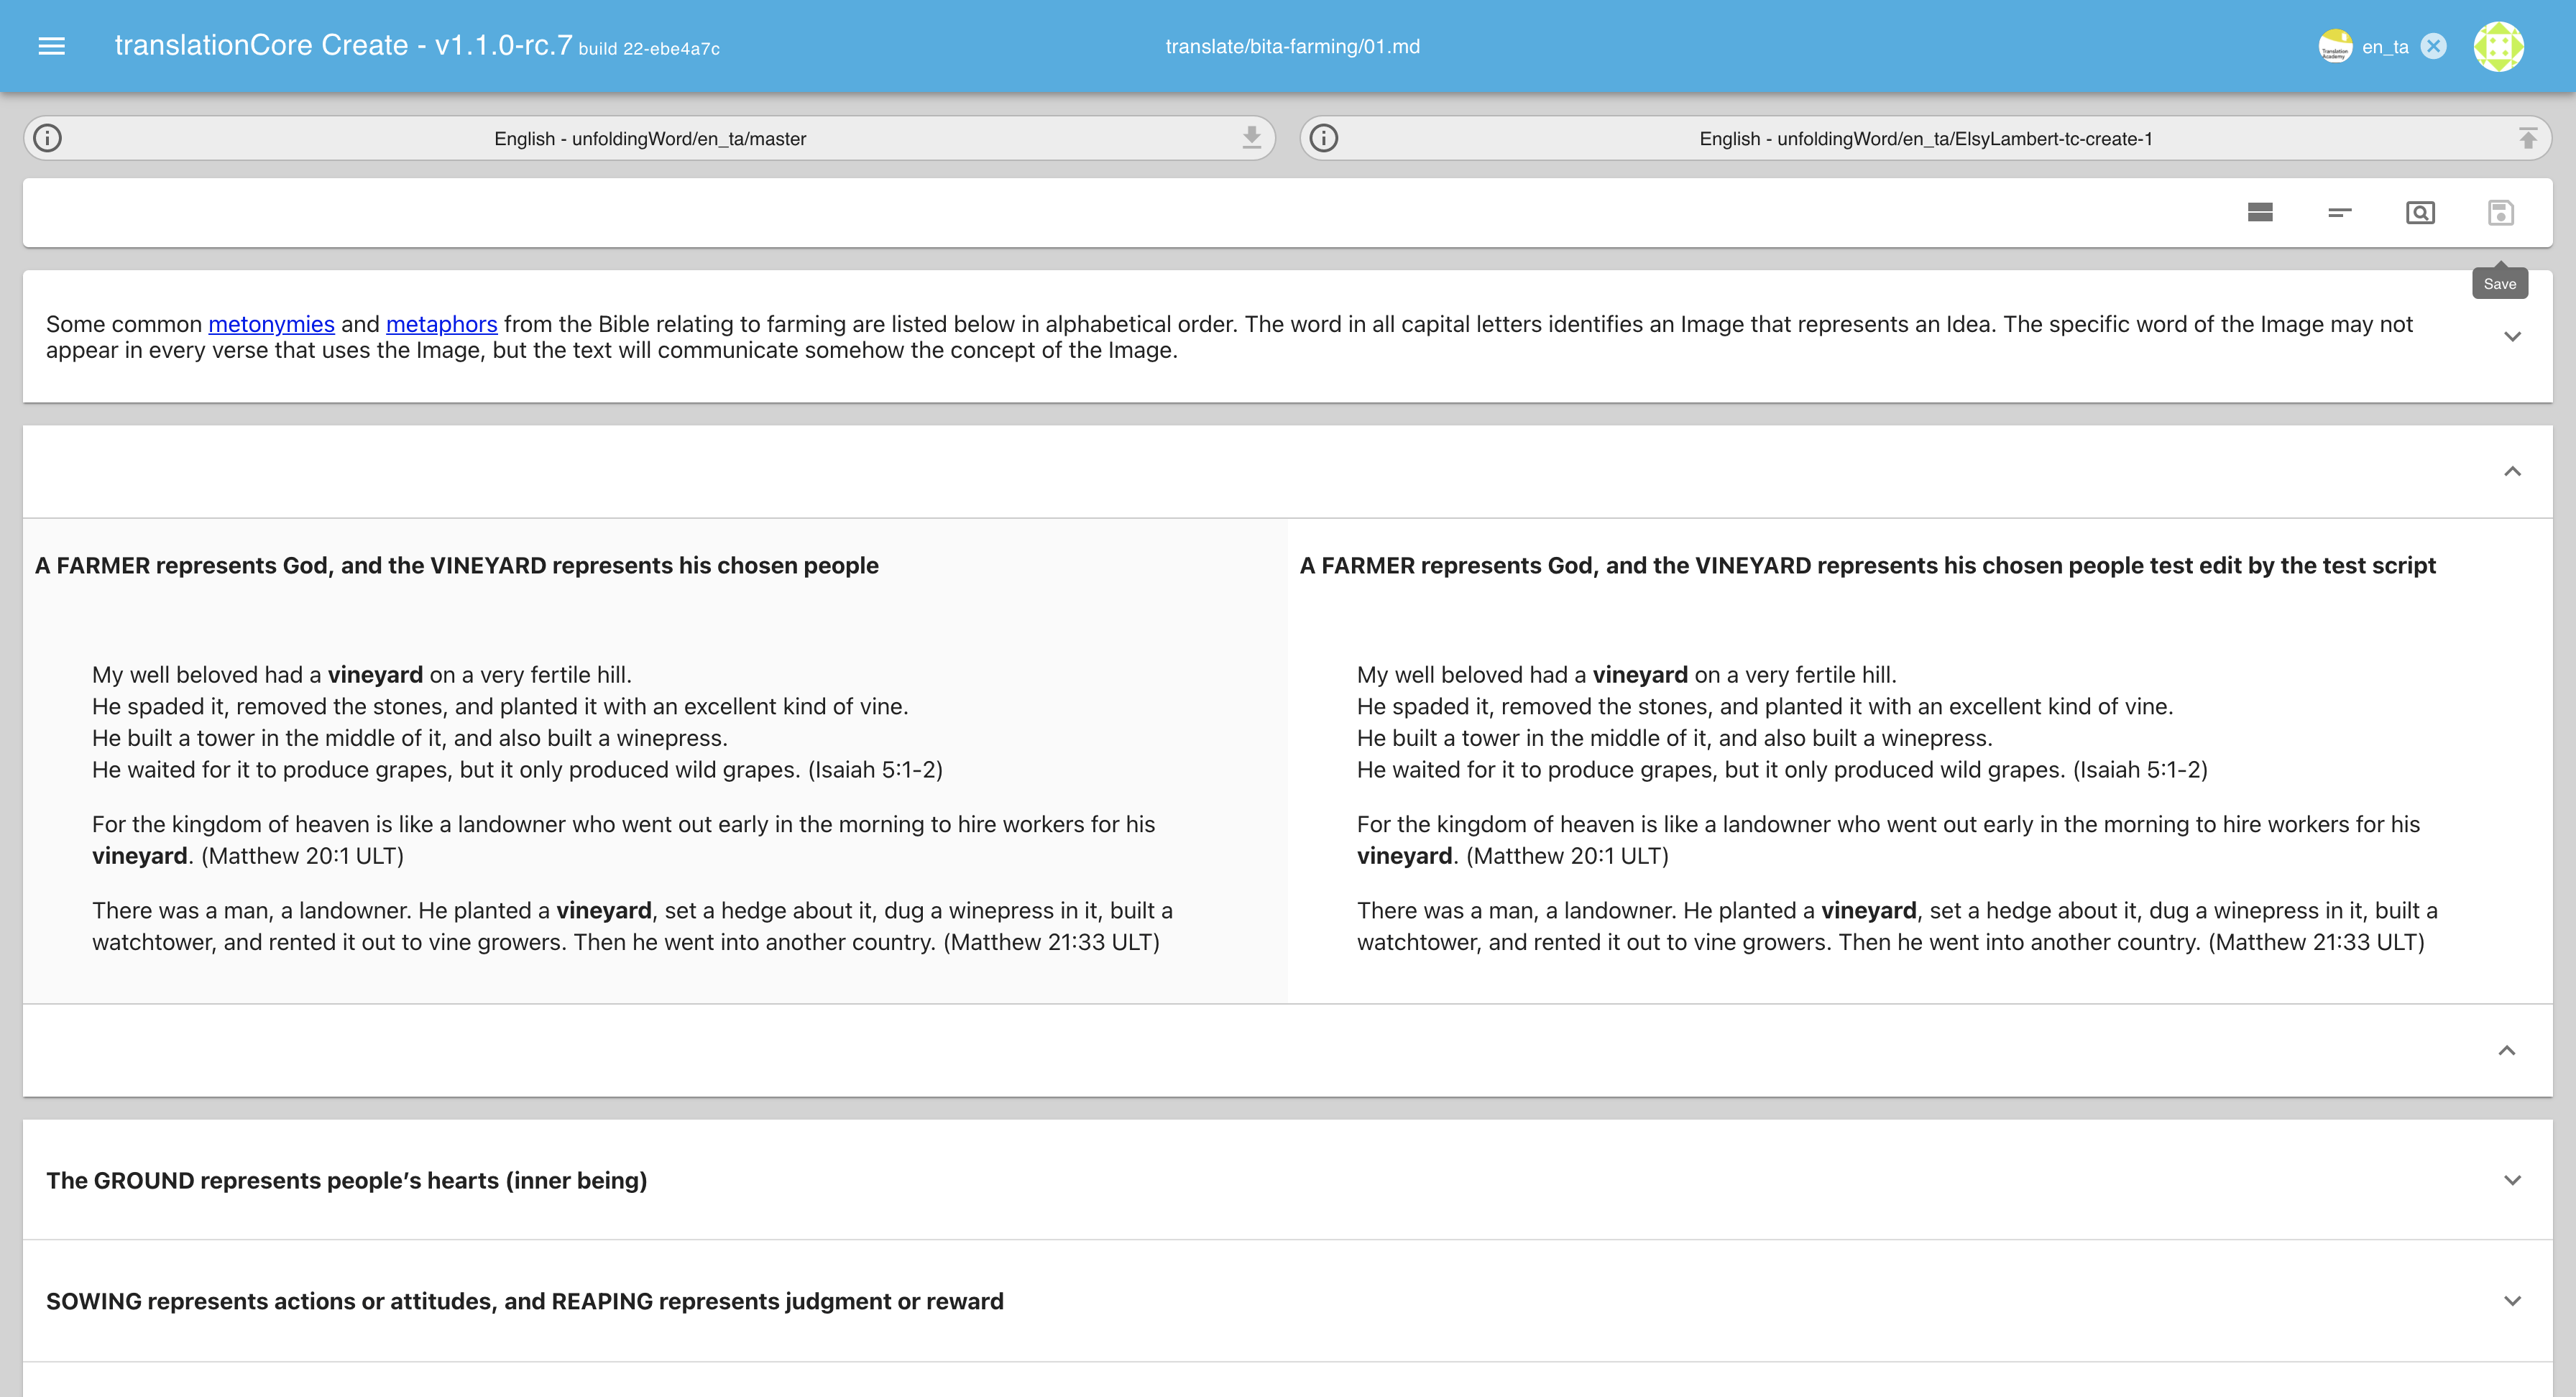 translationCore Create - v1.1.0-rc.7 build 22-ebe4a7c
translate/bita-farming/01.md
Translation
Academy
en_ta
English - unfoldingWord/en_ta/master
English - unfoldingWord/en_ta/ElsyLambert-tc-create-1
Save
Some common metonymies and metaphors from the Bible relating to farming are listed below in alphabetical order. The word in all capital letters identifies an Image that represents an Idea. The specific word of the Image may not
appear in every verse that uses the Image, but the text will communicate somehow the concept of the Image.
A FARMER represents God, and the VINEYARD represents his chosen people
My well beloved had a vineyard on a very fertile hill.
He spaded it, removed the stones, and planted it with an excellent kind of vine.
He built a tower in the middle of it, and also built a winepress.
He waited for it to produce grapes, but it only produced wild grapes. (Isaiah 5:1-2)
For the kingdom of heaven is like a landowner who went out early in the morning to hire workers for his
vineyard. (Matthew 20:1 ULT)
There was a man, a landowner. He planted a vineyard, set a hedge about it, dug a winepress in it, built a
watchtower, and rented it out to vine growers. Then he went into another country. (Matthew 21:33 ULT)
A FARMER represents God, and the VINEYARD represents his chosen people test edit by the test script
My well beloved had a vineyard on a very fertile hill.
He spaded it, removed the stones, and planted it with an excellent kind of vine.
He built a tower in the middle of it, and also built a winepress.
He waited for it to produce grapes, but it only produced wild grapes. (Isaiah 5:1-2)
For the kingdom of heaven is like a landowner who went out early in the morning to hire workers for his
vineyard. (Matthew 20:1 ULT)
There was a man, a landowner. He planted a vineyard, set a hedge about it, dug a winepress in it, built a
watchtower, and rented it out to vine growers. Then he went into another country. (Matthew 21:33 ULT)
The GROUND represents people’s hearts (inner being)
SOWING represents actions or attitudes, and REAPING represents judgment or reward